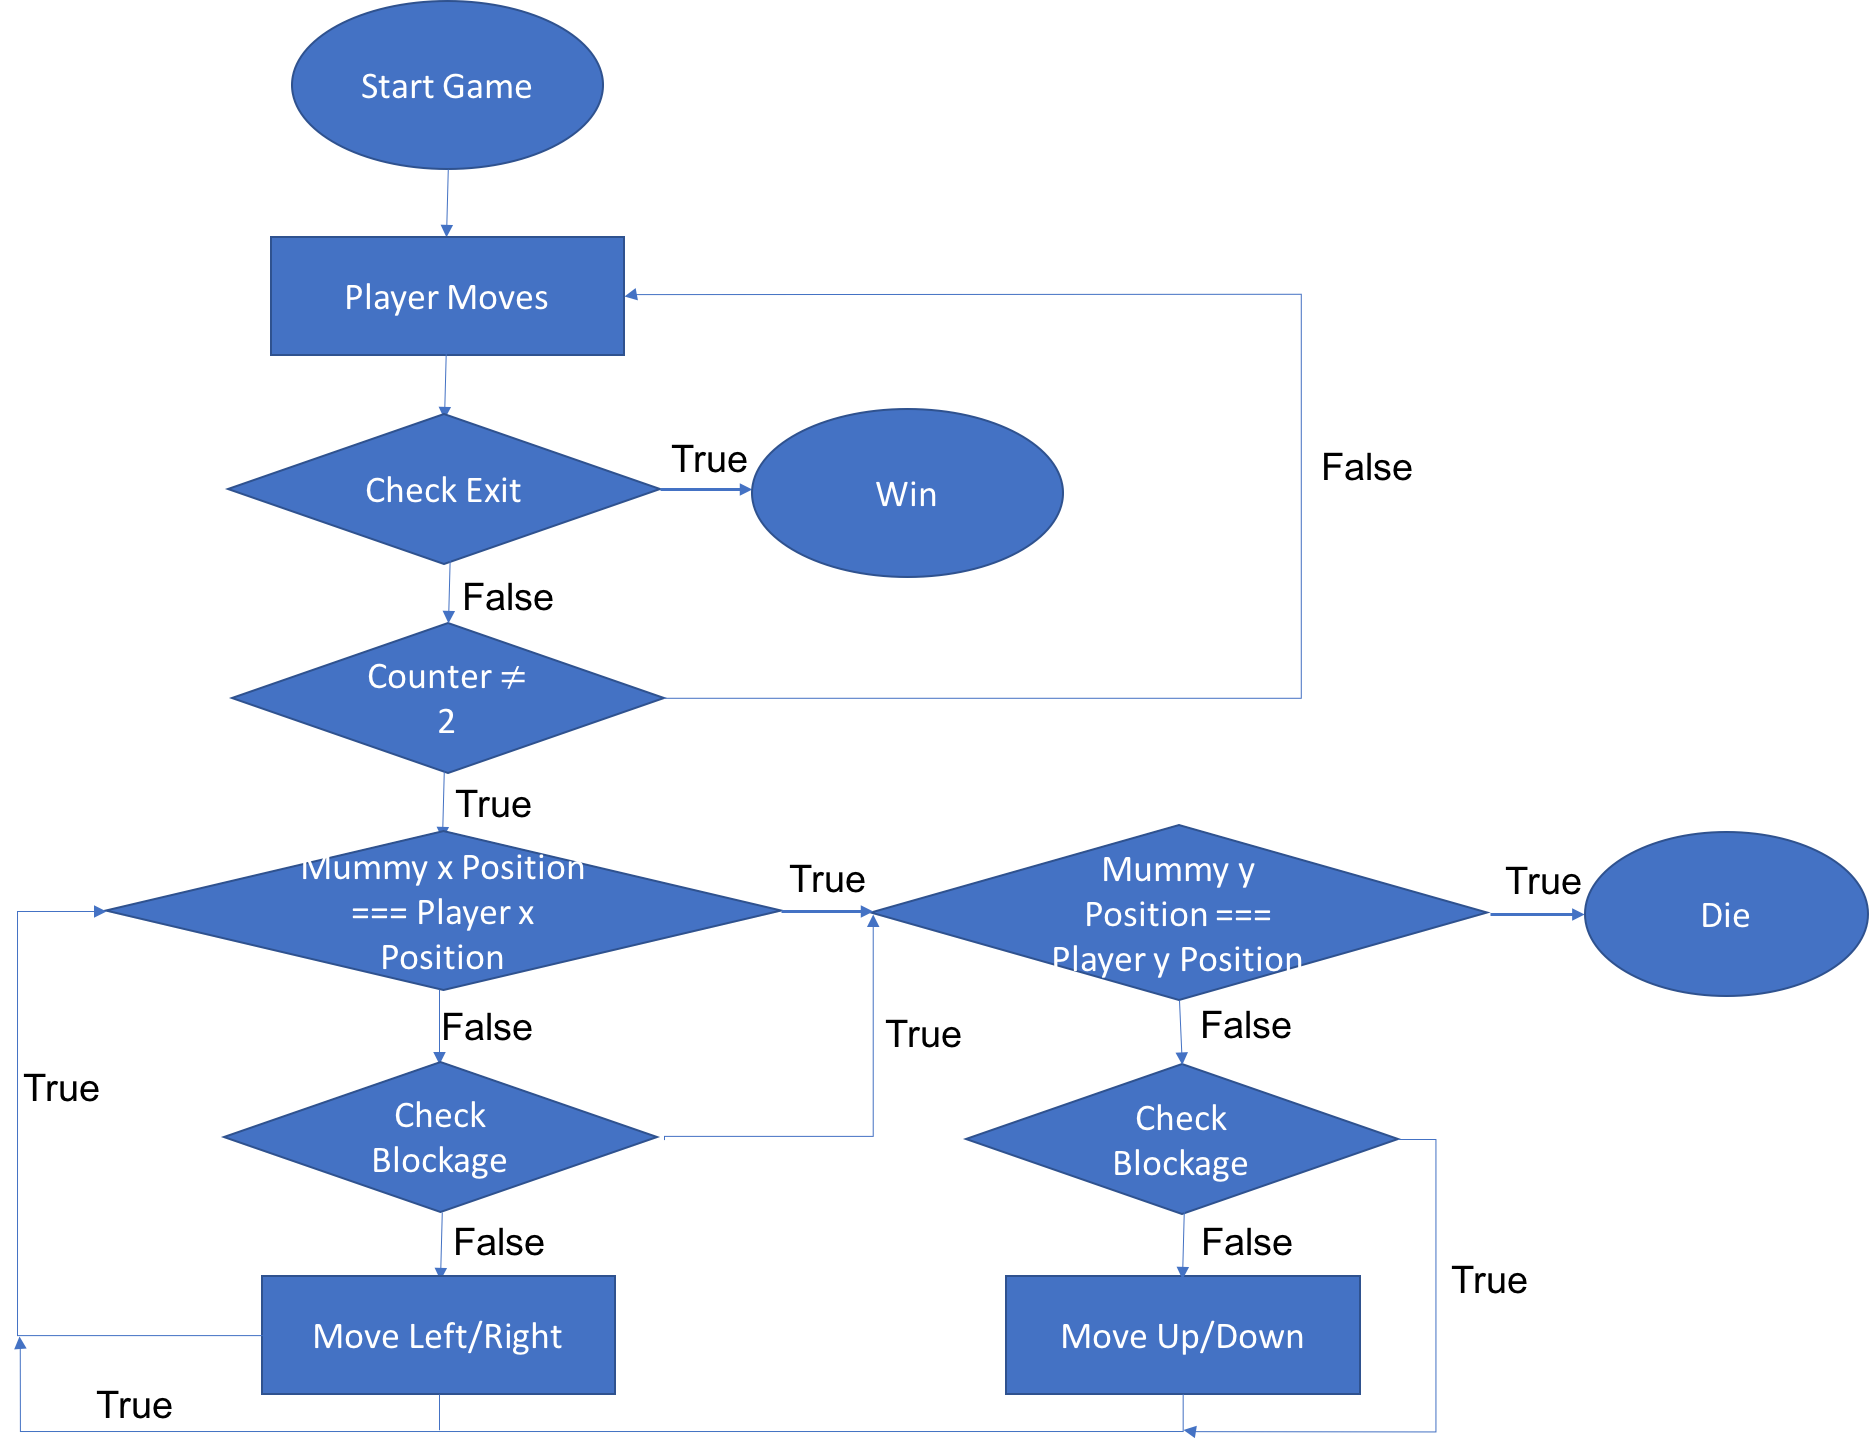 Start Game
Player Moves
Check Exit
True
Win
False
False
Counter ≠
2
True
Mummy x Position
=== Player x
Position
True
Mummy y
Position ===
Player y Position
True
Die
False
False
True
True
Check
Blockage
Check
Blockage
False
False
True
Move Left/Right
Move Up/Down
True